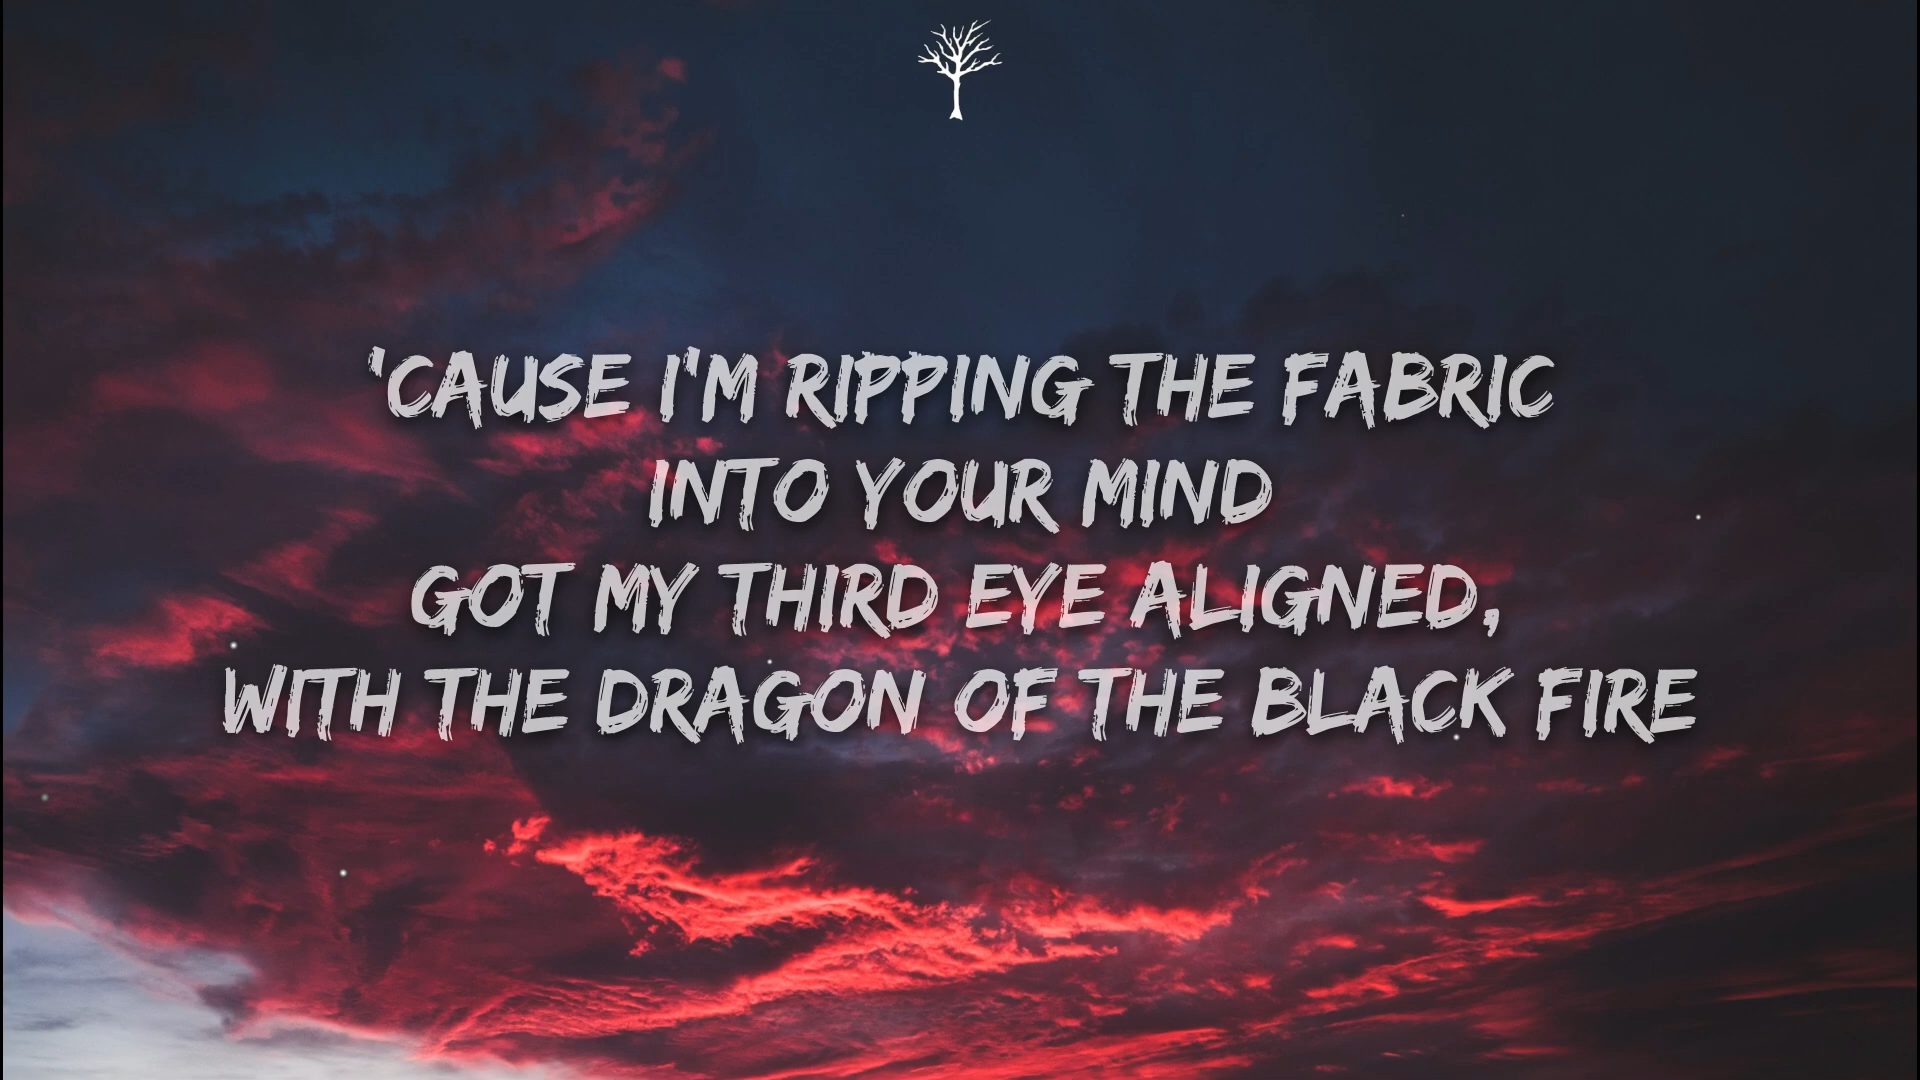 'CAUSE I'M RIPPING THE FABRIC
INTO YOUR MIND
GOT MY THIRD EYE ALIGNED,
WITH THE DRAGON OF THE BLACK FIRE